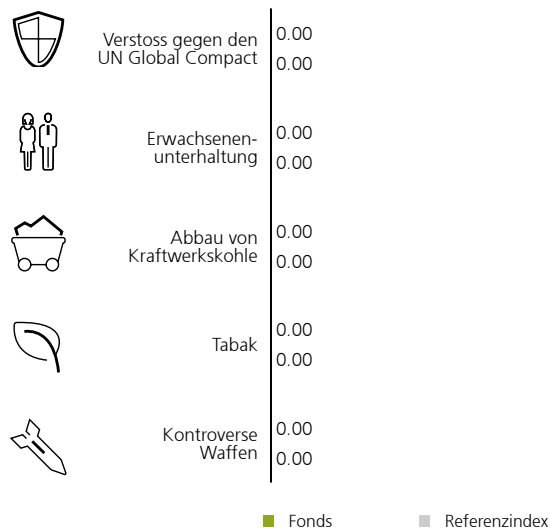 Verstoss gegen den
UN Global Compact
0.00
0.00
Erwachsenen-
unterhaltung
0.00
0.00
Abbau von
Kraftwerkskohle
0.00
0.00
Tabak
0.00
0.00
Kontroverse
Waffen
0.00
0.00
Fonds
Referenzindex